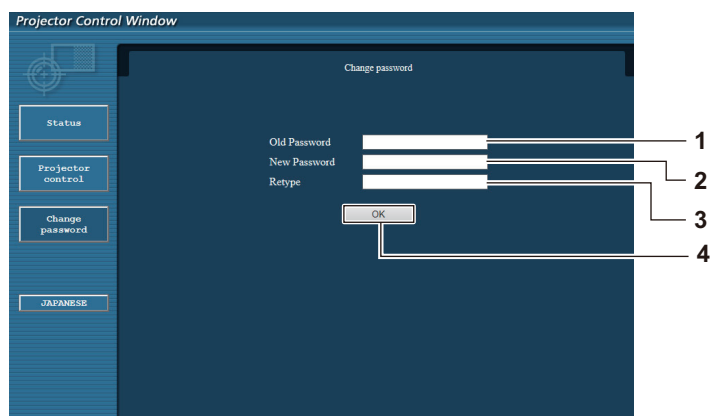 Projector Control Window
Change password
Status
Projector
control
Change
password
JAPANESE
Old Password
New Password
Retype
OK
1
2
3
4